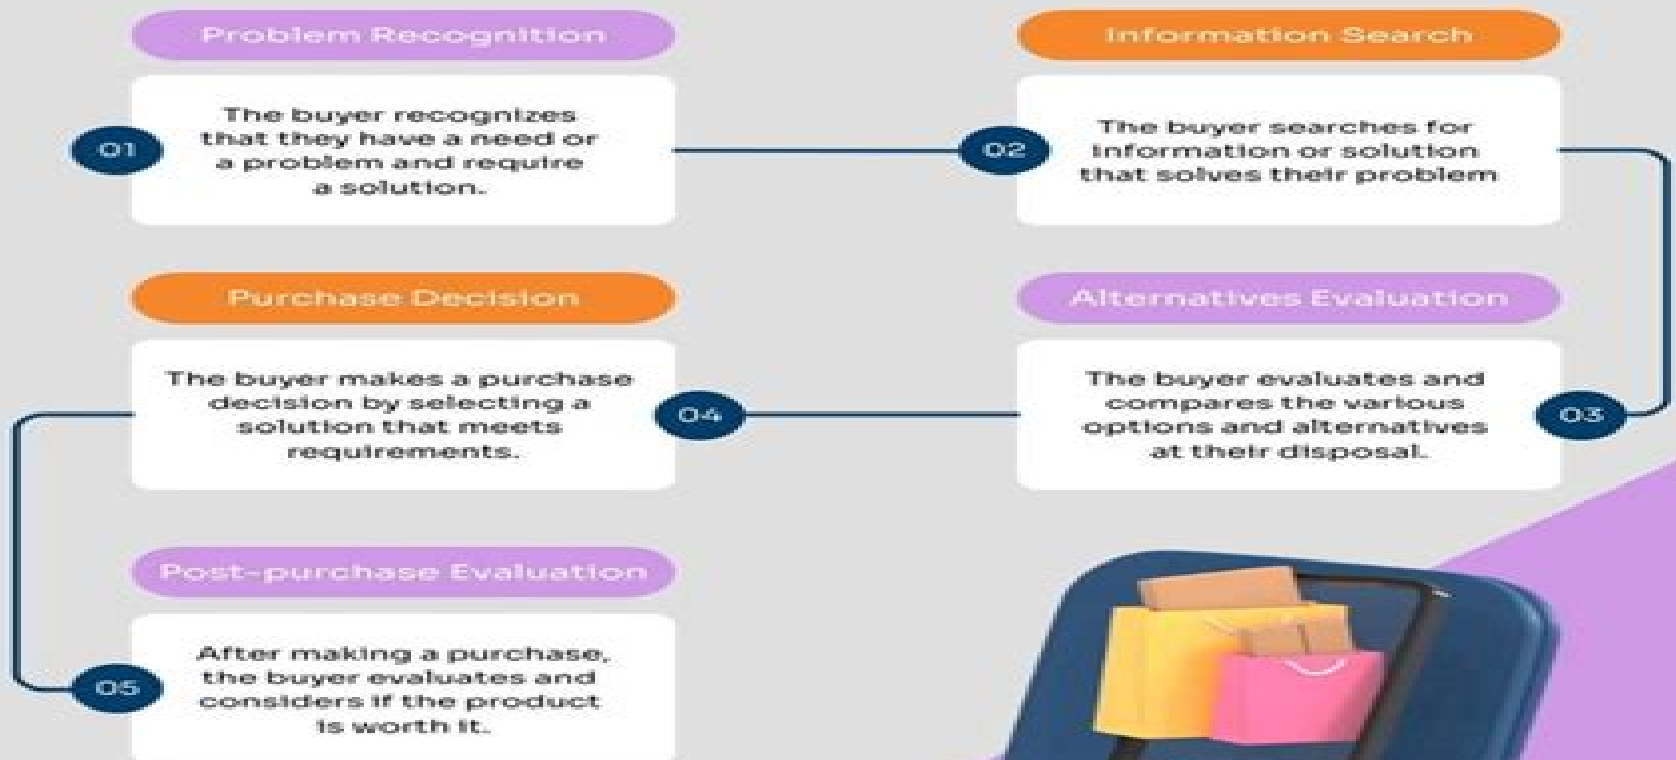 Problem Recognition
01
The buyer recognizes
that they have a need or
a problem and require
a solution.
Information Search
02
The buyer searches for
information or solution
that solves their problem
Alternatives Evaluation
03
The buyer evaluates and
compares the various
options and alternatives
at their disposal.
Purchase Decision
04
The buyer makes a purchase
decision by selecting a
solution that meets
requirements.
Post-purchase Evaluation
05
After making a purchase,
the buyer evaluates and
considers if the product
is worth it.